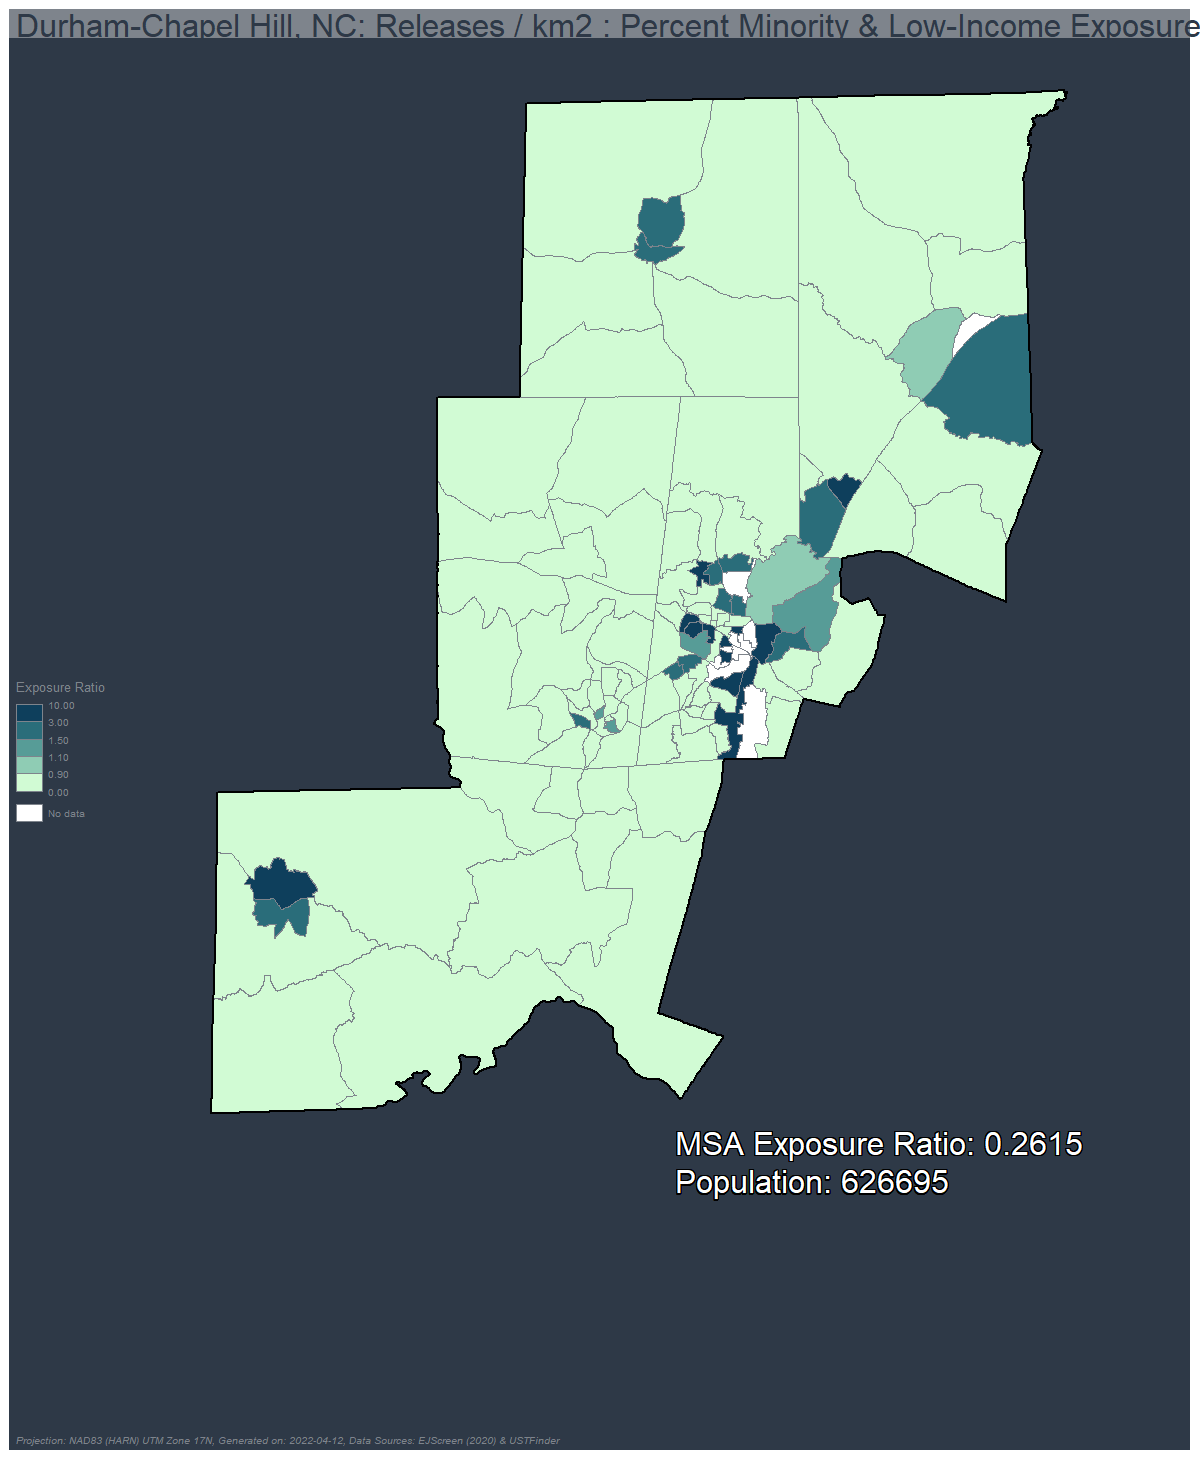 Durham-Chapel Hill, NC: Releases / km2 : Percent Minority & Low-Income Exposure
Exposure Ratio
10.00
3.00
1.50
1.10
0.90
0.00
No data
MSA Exposure Ratio: 0.2615
Population: 626695
Projection: NAD83 (HARN) UTM Zone 17N, Generated on: 2022-04-12, Data Sources: EJScreen (2020) & USTFinder